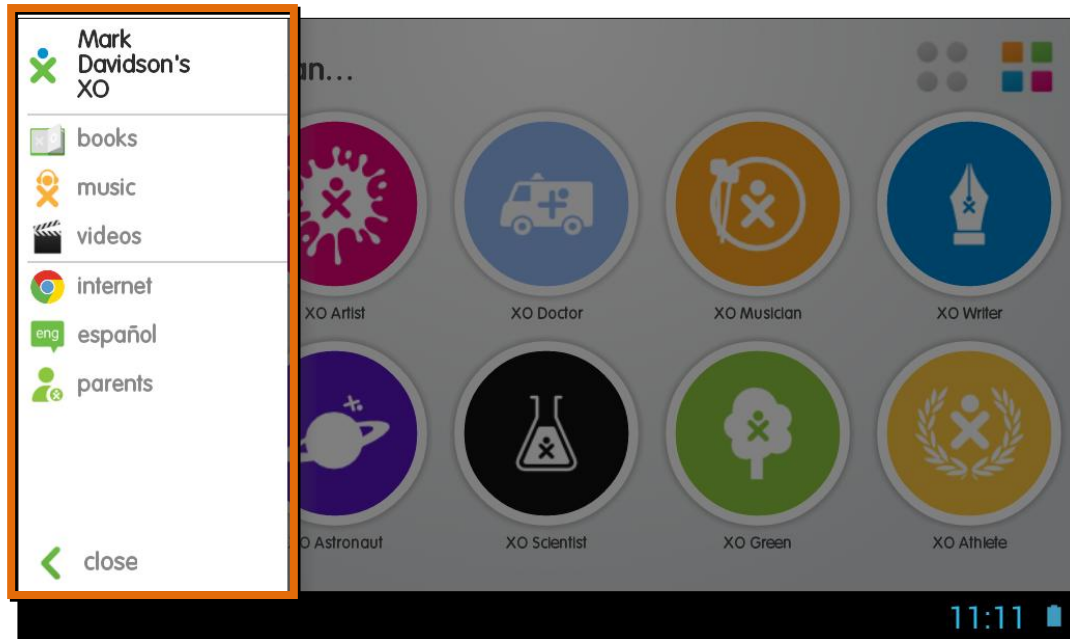 Mark
Davidson's
XO
books
music
videos
internet
eng español
parents
close
an...
XO Artist XO Doctor XO Musician XO Writer
O Astronaut XO Scientist XO Green XO Athlete
11:11